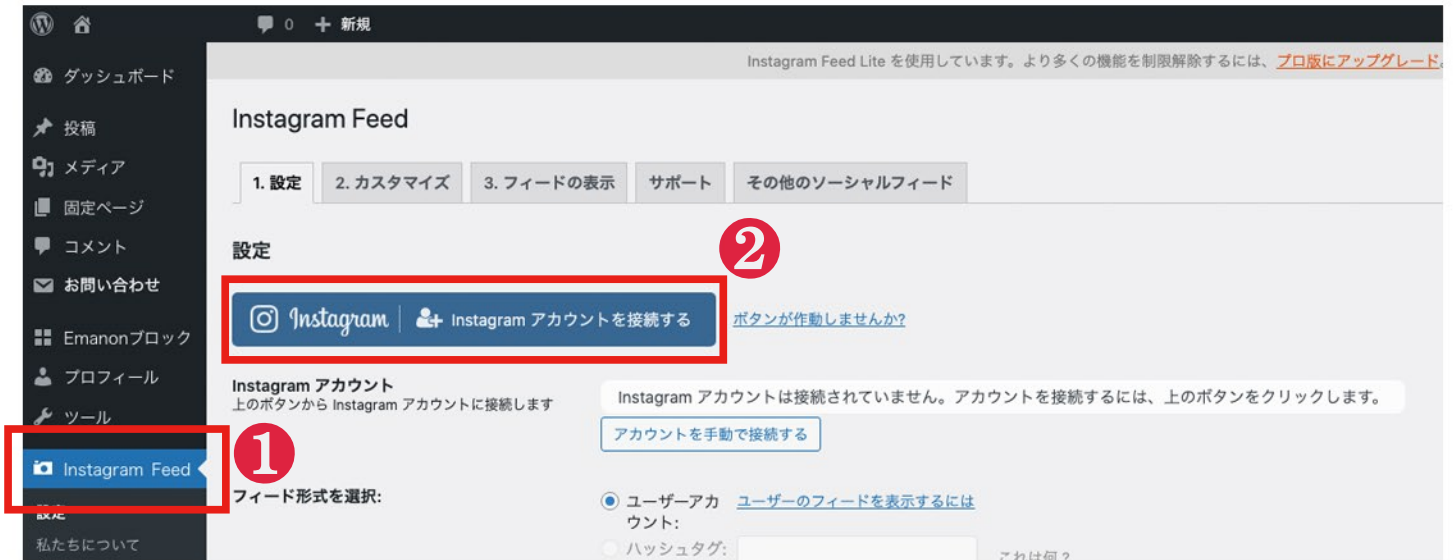 0 新規
Instagram Feed Lite を使用しています。より多くの機能を制限解除するには、プロ版にアップグレード。
ダッシュボード
投稿
メディア
固定ページ
コメント
お問い合わせ
Emanonブロック
プロフィール
ツール
Instagram Feed
設定
私たちについて
1
Instagram Feed
1. 設定 2. カスタマイズ 3. フィードの表示 サポート その他のソーシャルフィード
設定
2
Instagram Instagram アカウントを接続する ボタンが作動しませんか?
Instagram アカウント
上のボタンから Instagram アカウントに接続します
Instagram アカウントは接続されていません。アカウントを接続するには、上のボタンをクリックします。
アカウントを手動で接続する
フィード形式を選択:
ユーザーアカ
ウント:
ユーザーのフィードを表示するには
ハッシュタグ:
これは何?